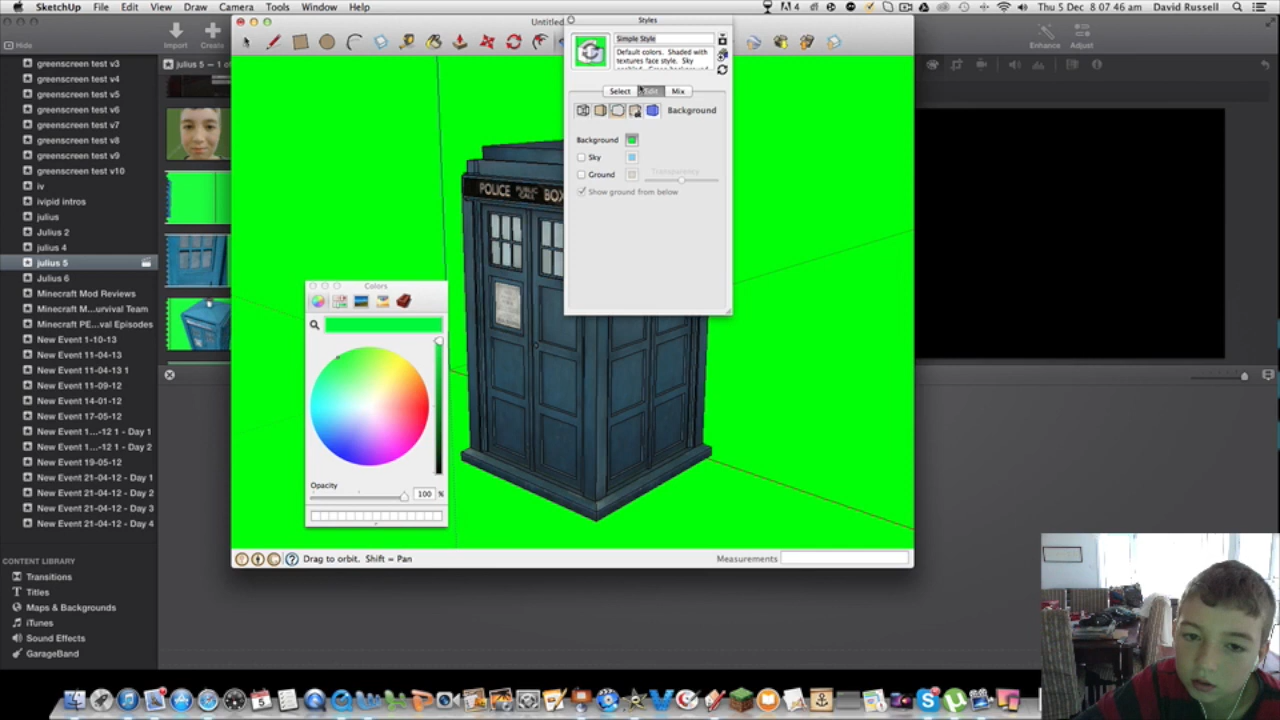 SketchUp File Edit View Camera Draw Tools Window Help
4 Thu 5 Dec 8 07:46 am David Russell
Hide
Import
Create
Untitled
Styles
Enhance
Adjust
greenscreen test v3
greenscreen test v4
greenscreen test v5
greenscreen test v6
greenscreen test v7
greenscreen test v8
greenscreen test v9
greenscreen test v10
iv
ivipid intros
julius
Julius 2
julius 4
julius 5
Julius 6
Minecraft Mod Reviews
Minecraft M...urvival Team
Minecraft PE...val Episodes
New Event 1-10-13
New Event 11-04-13
New Event 11-04-13 1
New Event 11-09-12
New Event 14-01-12
New Event 17-05-12
New Event 1...-12 1 - Day 1
New Event 1...-12 1 - Day 2
New Event 19-05-12
New Event 21-04-12 - Day 1
New Event 21-04-12 - Day 2
New Event 21-04-12 - Day 3
New Event 21-04-12 - Day 4
CONTENT LIBRARY
Transitions
Titles
Maps & Backgrounds
iTunes
Sound Effects
GarageBand
julius 5 — 1
Simple Style
Default colors. Shaded with
textures face style. Sky
Select Edit Mix
Background
Background
Sky
Ground
Transparency
Show ground from below
POLICE PUBLIC CALL BOX
Colors
Opacity
100 %
Drag to orbit. Shift = Pan
Measurements